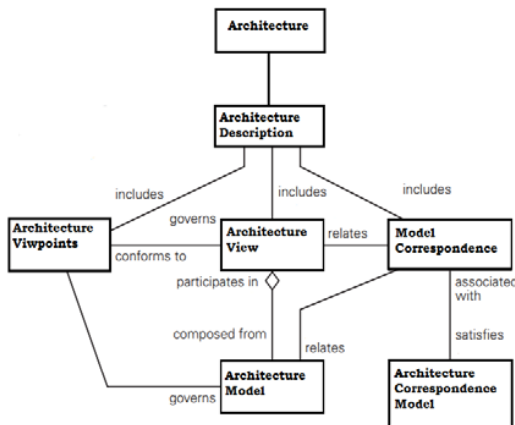 Architecture
Architecture
Description
includes
includes
includes
governs
Architecture
Viewpoints
conforms to
Architecture
View
relates
Model
Correspondence
participates in
associated
with
composed from
relates
satisfies
Architecture
Model
governs
Architecture
Correspondence
Model